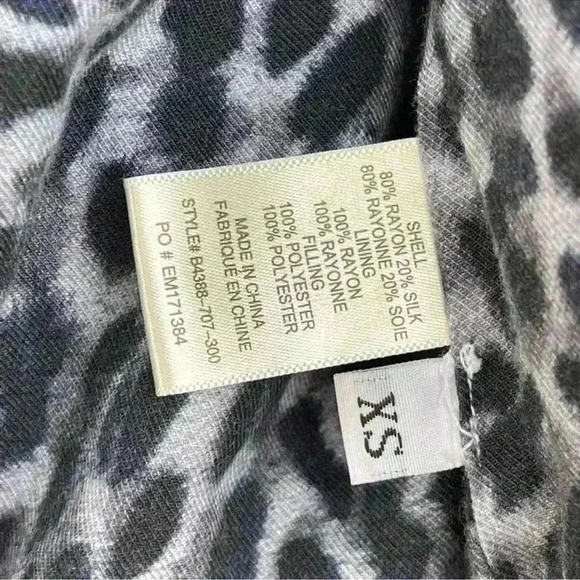 SHELL
80% RAYON 20% SILK
80% RAYONNE 20% SOIE
LINING
100% RAYON
100% RAYONNE
FILLING
100% POLYESTER
100% POLYESTER
MADE IN CHINA
FABRIQUÉ EN CHINE
STYLE# B4388-707-300
PO # EM171384
XS